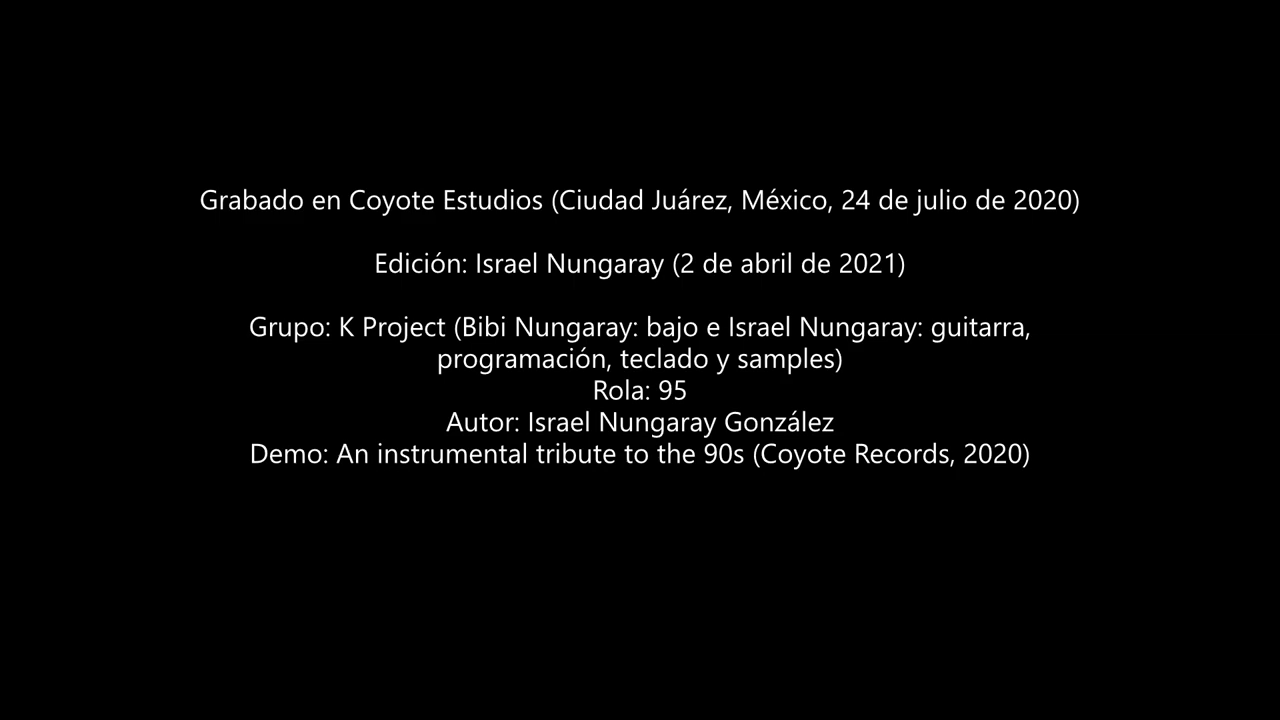 Grabado en Coyote Estudios (Ciudad Juárez, México, 24 de julio de 2020)
Edición: Israel Nungaray (2 de abril de 2021)
Grupo: K Project (Bibi Nungaray: bajo e Israel Nungaray: guitarra,
programación, teclado y samples)
Rola: 95
Autor: Israel Nungaray González
Demo: An instrumental tribute to the 90s (Coyote Records, 2020)